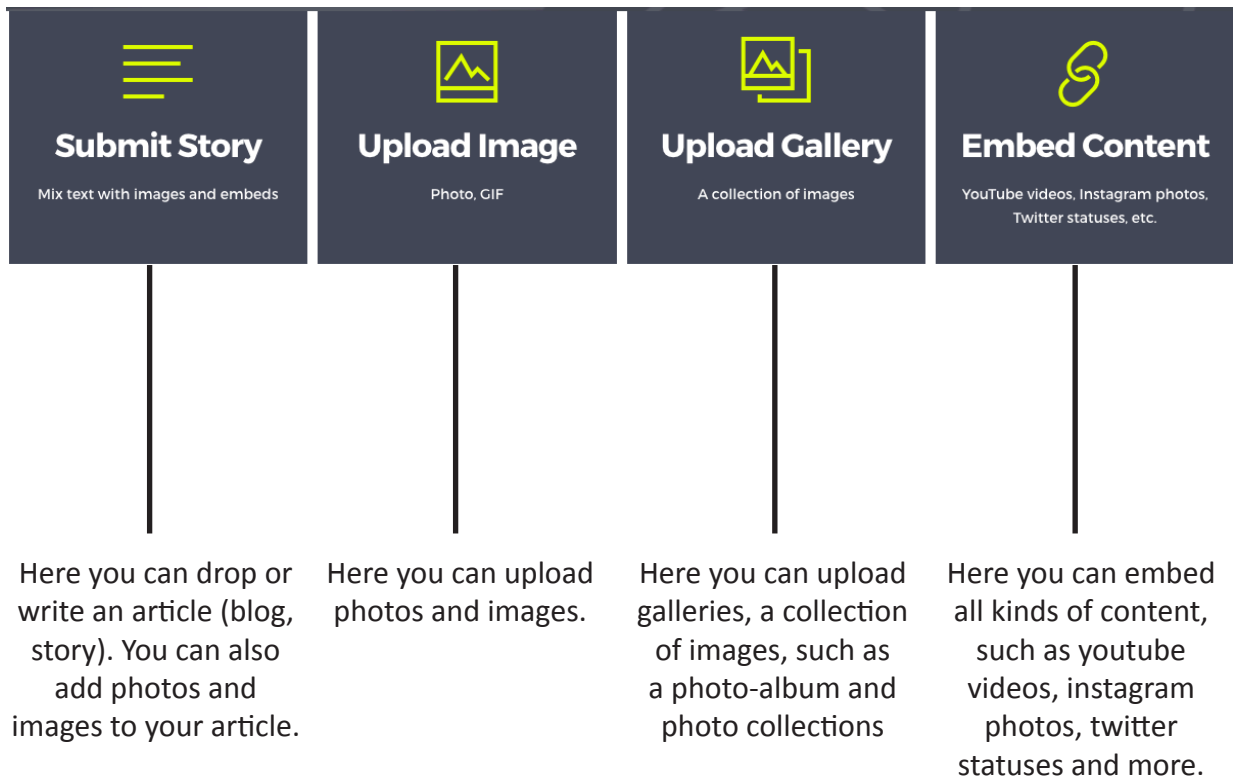 Submit Story
Mix text with images and embeds
Upload Image
Photo, GIF
Upload Gallery
A collection of images
Embed Content
YouTube videos, Instagram photos,
Twitter statuses, etc.
Here you can drop or
write an article (blog,
story). You can also
add photos and
images to your article.
Here you can upload
photos and images.
Here you can upload
galleries, a collection
of images, such as
a photo-album and
photo collections
Here you can embed
all kinds of content,
such as youtube
videos, instagram
photos, twitter
statuses and more.